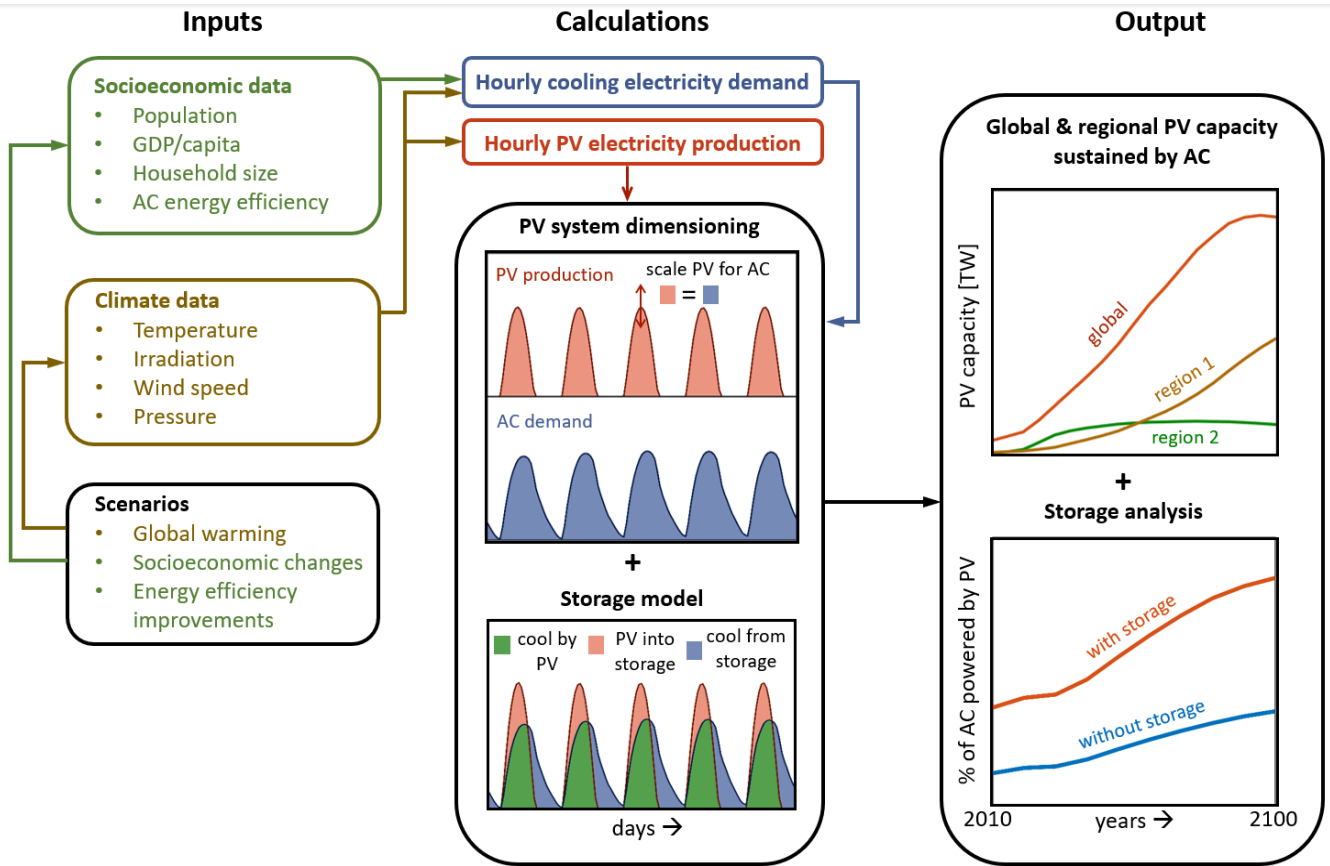 Inputs
Socioeconomic data
• Population
• GDP/capita
• Household size
• AC energy efficiency
Climate data
• Temperature
• Irradiation
• Wind speed
• Pressure
Scenarios
• Global warming
• Socioeconomic changes
• Energy efficiency
improvements
Calculations
Hourly cooling electricity demand
Hourly PV electricity production
PV system dimensioning
PV production
scale PV for AC
=
AC demand
+
Storage model
cool by
PV
PV into
storage
cool from
storage
days →
Output
Global & regional PV capacity
sustained by AC
PV capacity [TW]
global
region 1
region 2
+
Storage analysis
% of AC powered by PV
with storage
without storage
2010 years → 2100